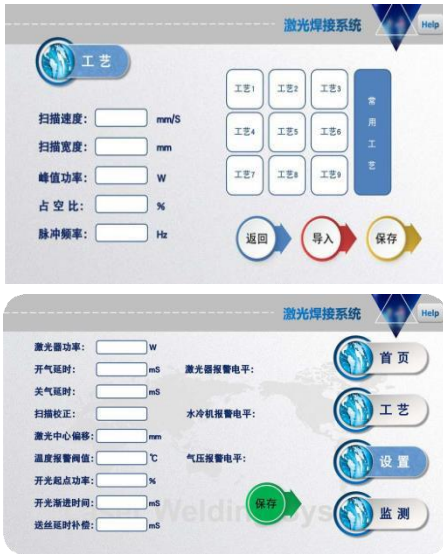 激光焊接系统 Help
工艺
工艺1 工艺2 工艺3
扫描速度: mm/S
工艺4 工艺5 工艺6
扫描宽度: mm
峰值功率: W
工艺7 工艺8 工艺9
常用工艺
占空比: %
脉冲频率: Hz
返回 导入 保存
激光焊接系统 Help
激光器功率: W
首页
开气延时: mS 激光器报警电平:
关气延时: mS
工艺
扫描校正: 水冷机报警电平:
激光中心偏移: mm
温度报警阀值: ℃ 气压报警电平:
设置
开光起点功率: %
开光渐进时间: mS
保存
监测
送丝延时补偿: mS